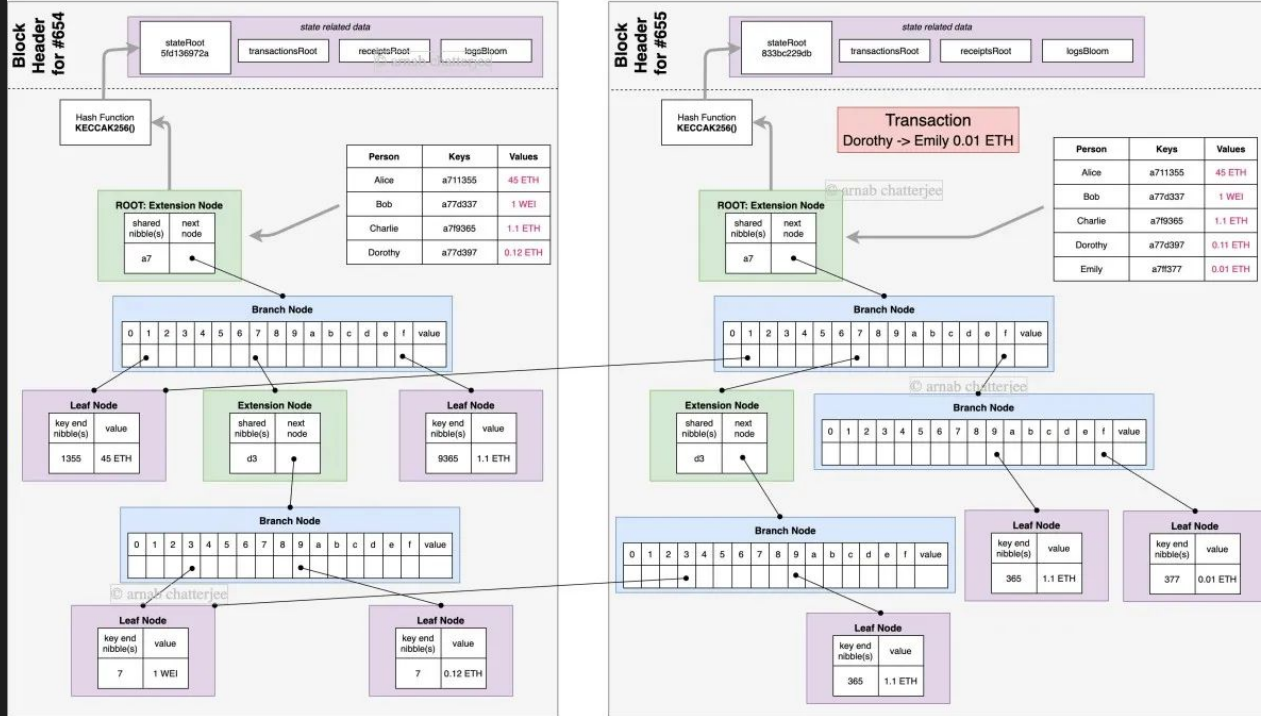 Block
Header
for #654
state related data
stateRoot
5fd136972a
transactionsRoot
receiptsRoot
logsBloom
© arnab chatterjee
Hash Function
KECCAK256()
Person Keys Values
Alice a711355 45 ETH
Bob a77d337 1 WEI
Charlie a7f9365 1.1 ETH
Dorothy a77d397 0.12 ETH
ROOT: Extension Node
shared
nibble(s)
next
node
a7
Branch Node
0 1 2 3 4 5 6 7 8 9 a b c d e f value
Leaf Node
key end
nibble(s)
value
1355 45 ETH
Extension Node
shared
nibble(s)
next
node
d3
Leaf Node
key end
nibble(s)
value
9365 1.1 ETH
Branch Node
0 1 2 3 4 5 6 7 8 9 a b c d e f value
© arnab chatterjee
Leaf Node
key end
nibble(s)
value
7 1 WEI
Leaf Node
key end
nibble(s)
value
7 0.12 ETH
Block
Header
for #655
state related data
stateRoot
833bc229db
transactionsRoot
receiptsRoot
logsBloom
Hash Function
KECCAK256()
Transaction
Dorothy -> Emily 0.01 ETH
Person Keys Values
Alice a711355 45 ETH
Bob a77d337 1 WEI
Charlie a7f9365 1.1 ETH
Dorothy a77d397 0.11 ETH
Emily a7ff377 0.01 ETH
© arnab chatterjee
ROOT: Extension Node
shared
nibble(s)
next
node
a7
Branch Node
0 1 2 3 4 5 6 7 8 9 a b c d e f value
© arnab chatterjee
Extension Node
shared
nibble(s)
next
node
d3
Branch Node
0 1 2 3 4 5 6 7 8 9 a b c d e f value
Branch Node
0 1 2 3 4 5 6 7 8 9 a b c d e f value
Leaf Node
key end
nibble(s)
value
365 1.1 ETH
Leaf Node
key end
nibble(s)
value
377 0.01 ETH
Leaf Node
key end
nibble(s)
value
365 1.1 ETH